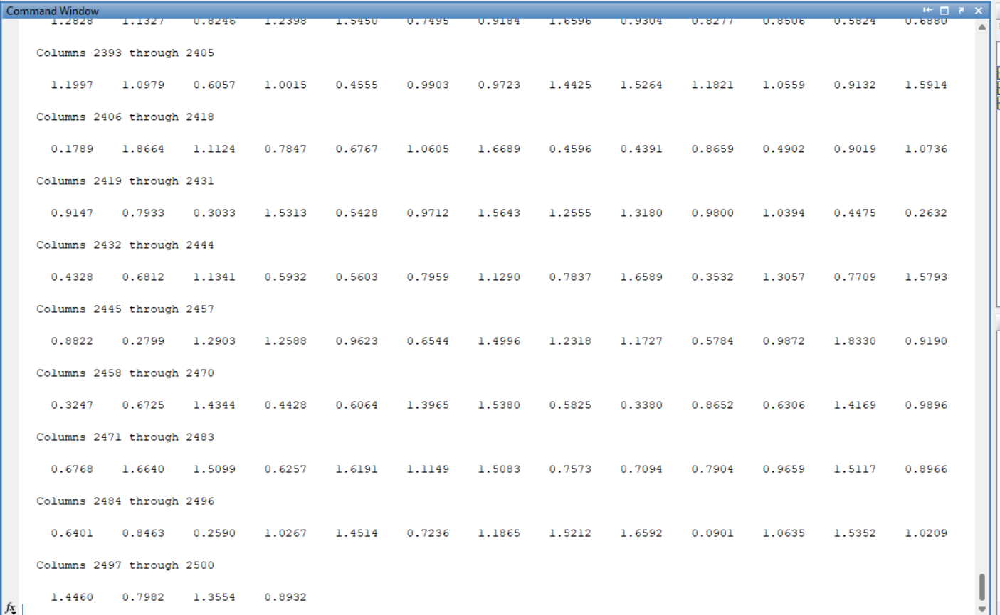 Command Window
1.2828 1.1327 0.8246 1.2398 1.5450 0.7495 0.9184 1.6596 0.9304 0.8277 0.8506 0.5824 0.6880
Columns 2393 through 2405
1.1997 1.0979 0.6057 1.0015 0.4555 0.9903 0.9723 1.4425 1.5264 1.1821 1.0559 0.9132 1.5914
Columns 2406 through 2418
0.1789 1.8664 1.1124 0.7847 0.6767 1.0605 1.6689 0.4596 0.4391 0.8659 0.4902 0.9019 1.0736
Columns 2419 through 2431
0.9147 0.7933 0.3033 1.5313 0.5428 0.9712 1.5643 1.2555 1.3180 0.9800 1.0394 0.4475 0.2632
Columns 2432 through 2444
0.4328 0.6812 1.1341 0.5932 0.5603 0.7959 1.1290 0.7837 1.6589 0.3532 1.3057 0.7709 1.5793
Columns 2445 through 2457
0.8822 0.2799 1.2903 1.2588 0.9623 0.6544 1.4996 1.2318 1.1727 0.5784 0.9872 1.8330 0.9190
Columns 2458 through 2470
0.3247 0.6725 1.4344 0.4428 0.6064 1.3965 1.5380 0.5825 0.3380 0.8652 0.6306 1.4169 0.9896
Columns 2471 through 2483
0.6768 1.6640 1.5099 0.6257 1.6191 1.1149 1.5083 0.7573 0.7094 0.7904 0.9659 1.5117 0.8966
Columns 2484 through 2496
0.6401 0.8463 0.2590 1.0267 1.4514 0.7236 1.1865 1.5212 1.6592 0.0901 1.0635 1.5352 1.0209
Columns 2497 through 2500
1.4460 0.7982 1.3554 0.8932
fx